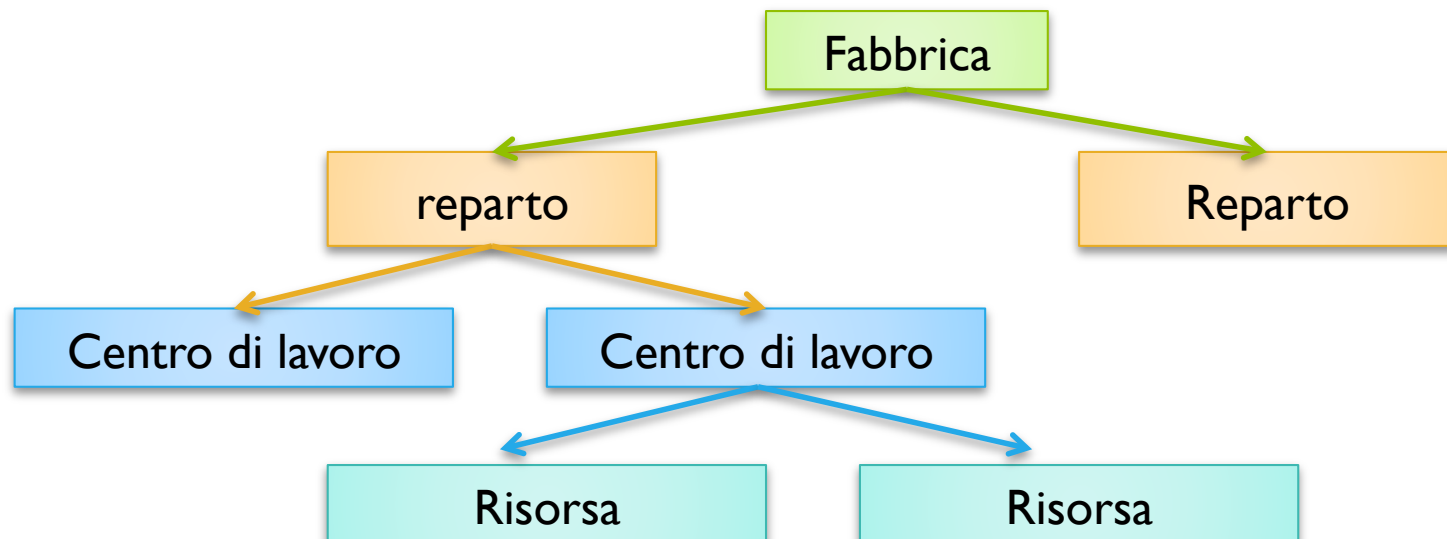 Fabbrica
reparto
Reparto
Centro di lavoro
Centro di lavoro
Risorsa
Risorsa